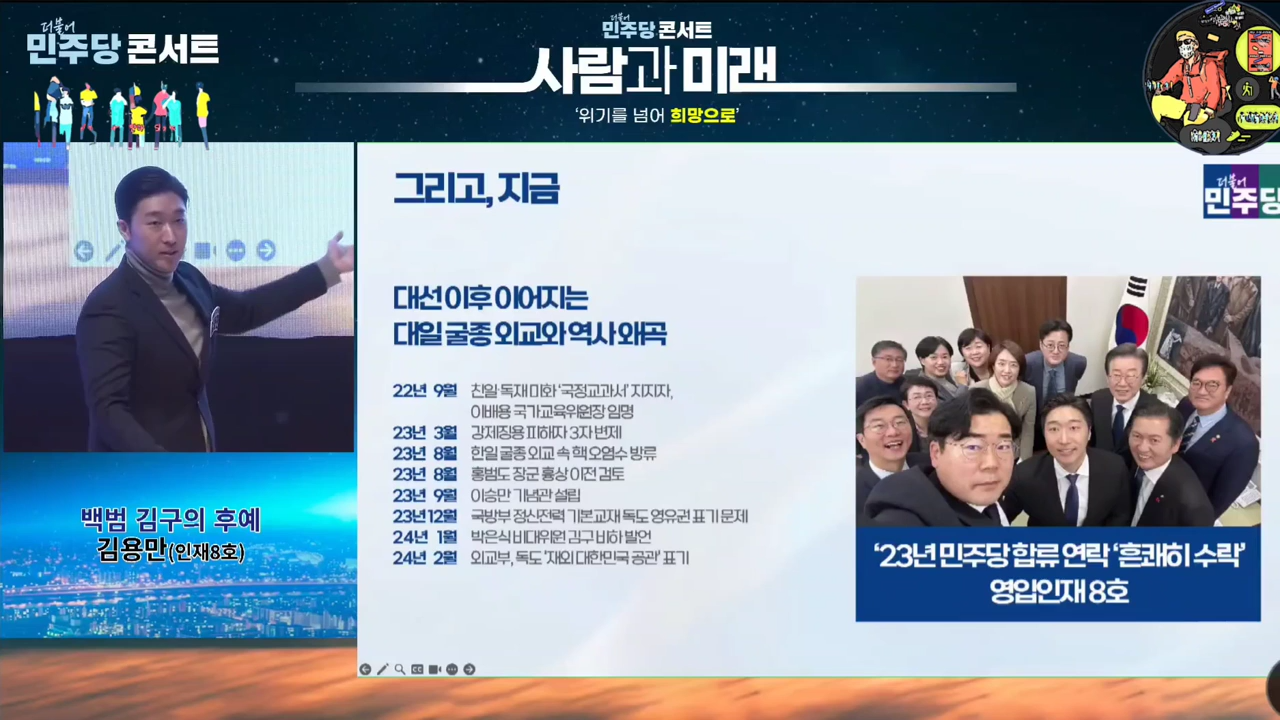 더불어
민주당 콘서트
더불어
민주당 콘서트
사람과 미래
'위기를 넘어 희망으로'
그리고, 지금
더불어
민주당
대선 이후 이어지는
대일 굴종 외교와 역사 왜곡
22년 9월 친일·독재 미화 '국정교과서' 지지자,
이배용 국가교육위원장 임명
23년 3월 강제징용 피해자 3자 변제
23년 8월 한일 굴종 외교 속 핵 오염수 방류
23년 8월 홍범도 장군 흉상 이전 검토
23년 9월 이승만 기념관 설립
23년 12월 국방부 정신전력 기본교재 독도 영유권 표기 문제
24년 1월 박은식 비대위원 김구 비하 발언
24년 2월 외교부, 독도 '재외 대한민국 공관' 표기
'23년 민주당 합류 연락 '흔쾌히 수락'
영입인재 8호
백범 김구의 후예
김용만(인재8호)
CC